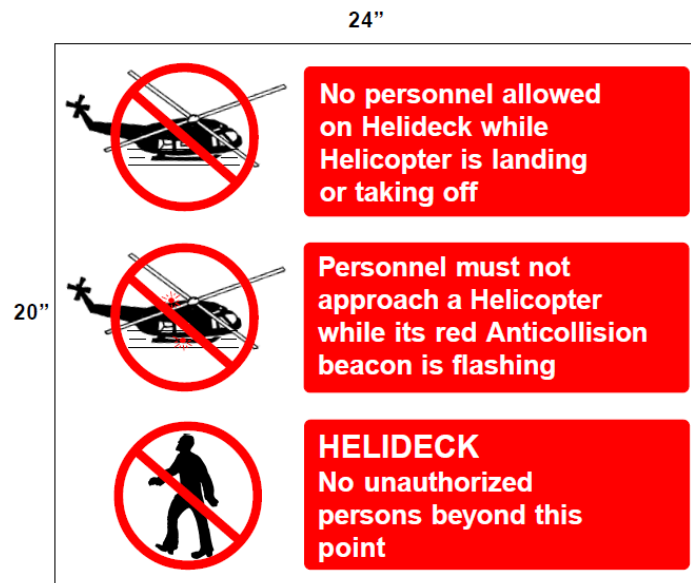 24”
20”
No personnel allowed
on Helideck while
Helicopter is landing
or taking off
Personnel must not
approach a Helicopter
while its red Anticollision
beacon is flashing
HELIDECK
No unauthorized
persons beyond this
point